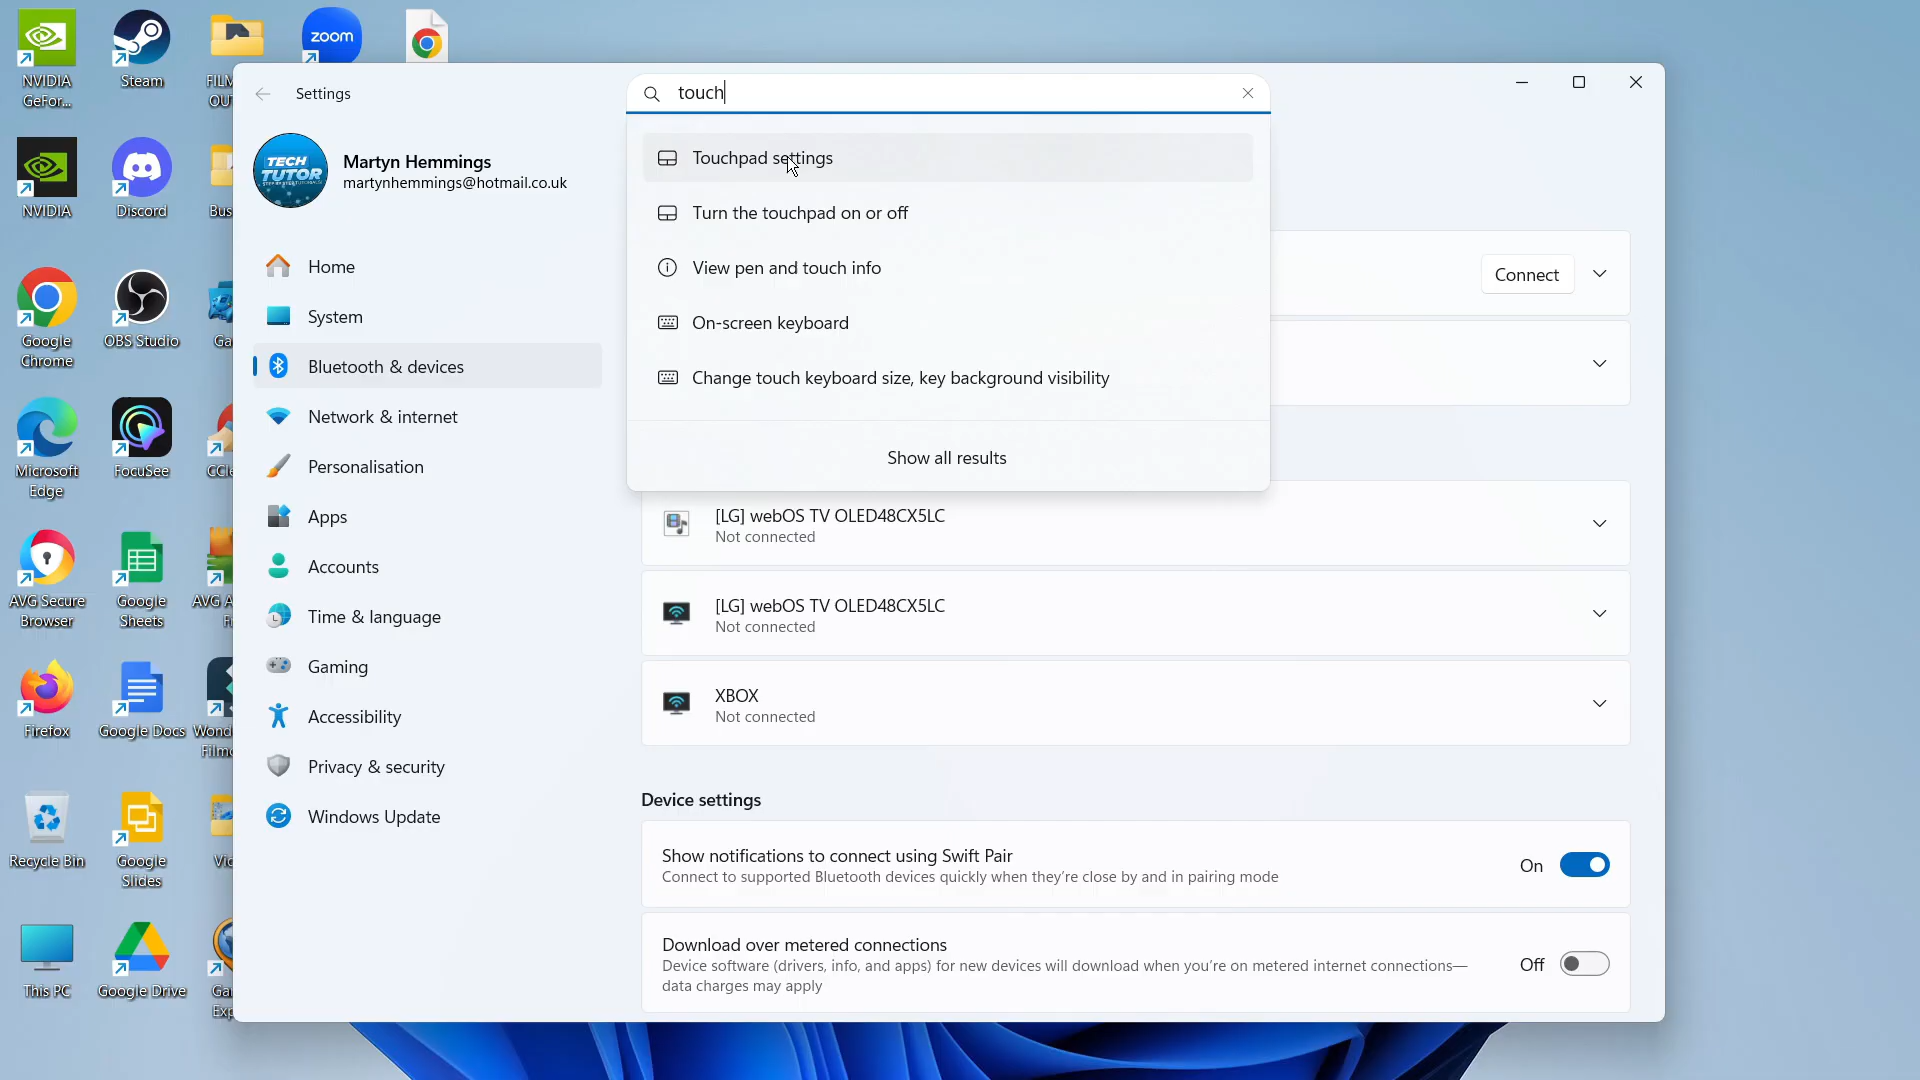 NVIDIA
GeFor...
Steam
zoom
NVIDIA
Discord
Google
Chrome
OBS Studio
Microsoft
Edge
FocuSee
AVG Secure
Browser
Google
Sheets
Firefox
Google Docs
Recycle Bin
Google
Slides
This PC
Google Drive
Settings
touch
TECH
TUTOR
Martyn Hemmings
martynhemmings@hotmail.co.uk
Home
System
Bluetooth & devices
Network & internet
Personalisation
Apps
Accounts
Time & language
Gaming
Accessibility
Privacy & security
Windows Update
Touchpad settings
Turn the touchpad on or off
View pen and touch info
On-screen keyboard
Change touch keyboard size, key background visibility
Show all results
Connect
[LG] webOS TV OLED48CX5LC
Not connected
[LG] webOS TV OLED48CX5LC
Not connected
XBOX
Not connected
Device settings
Show notifications to connect using Swift Pair
Connect to supported Bluetooth devices quickly when they're close by and in pairing mode
On
Download over metered connections
Device software (drivers, info, and apps) for new devices will download when you're on metered internet connections—
data charges may apply
Off